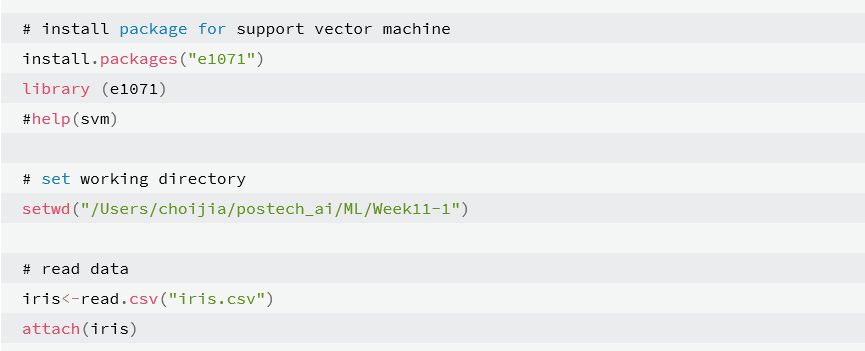 # install package for support vector machine
install.packages("e1071")
library (e1071)
#help(svm)
# set working directory
setwd("/Users/choijia/postech_ai/ML/Week11-1")
# read data
iris<-read.csv("iris.csv")
attach(iris)